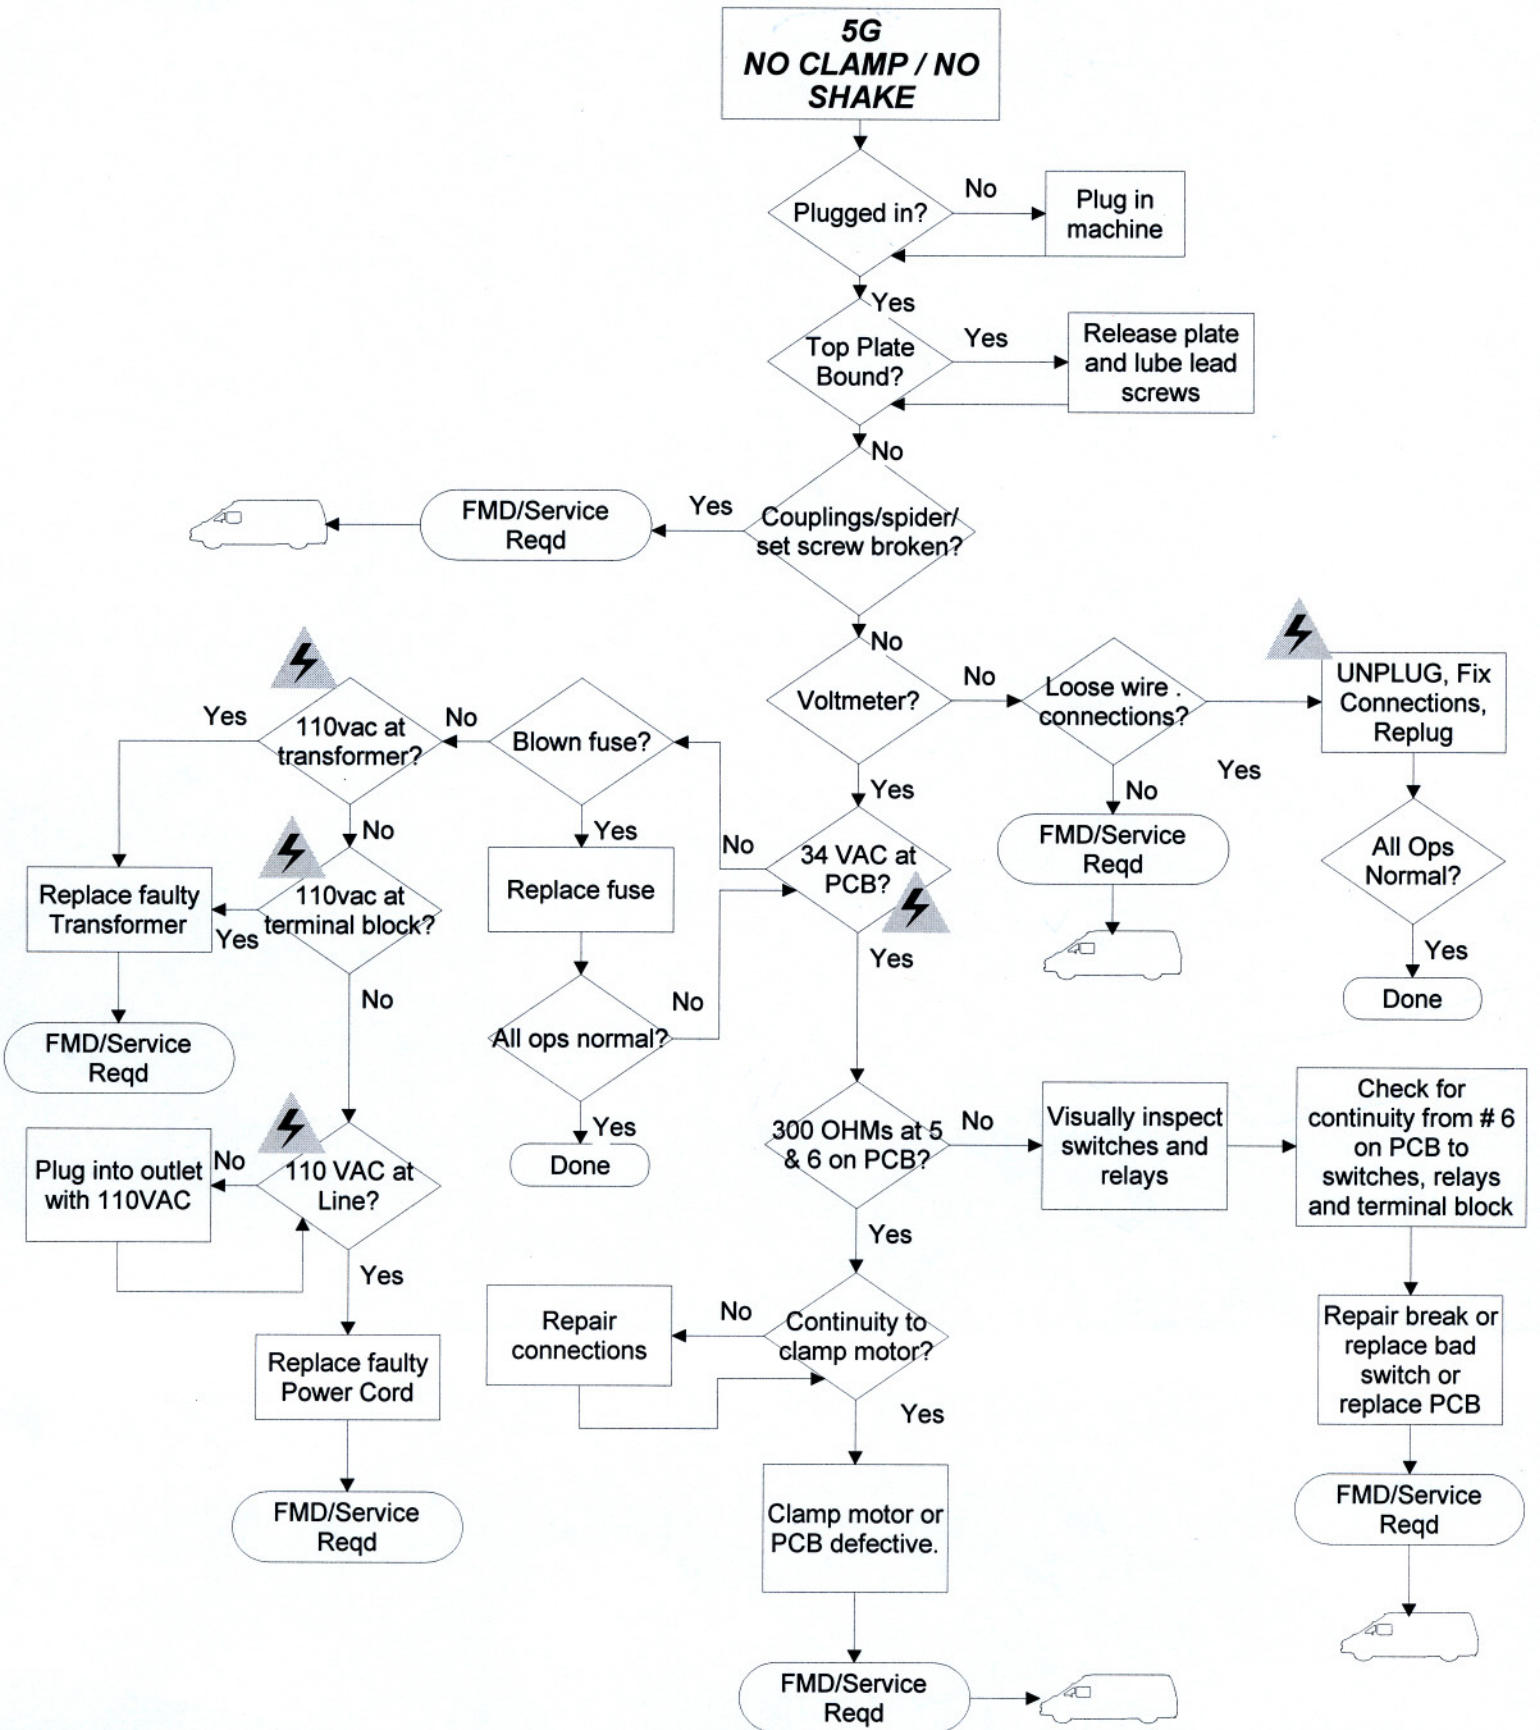 5G
NO CLAMP / NO
SHAKE
Plugged in?
No
Plug in
machine
Yes
Top Plate
Bound?
Yes
Release plate
and lube lead
screws
No
Couplings/spider/
set screw broken?
Yes
FMD/Service
Reqd
No
Voltmeter?
No
Loose wire .
connections?
Yes
UNPLUG, Fix
Connections,
Replug
No
FMD/Service
Reqd
All Ops
Normal?
Yes
Done
Yes
34 VAC at
PCB?
No
Blown fuse?
No
110vac at
transformer?
Yes
Yes
Replace fuse
All ops normal?
No
Yes
Done
No
110vac at
terminal block?
Yes
Replace faulty
Transformer
FMD/Service
Reqd
No
110 VAC at
Line?
No
Plug into outlet
with 110VAC
Yes
Replace faulty
Power Cord
FMD/Service
Reqd
Yes
300 OHMs at 5
& 6 on PCB?
No
Visually inspect
switches and
relays
Check for
continuity from # 6
on PCB to
switches, relays
and terminal block
Repair break or
replace bad
switch or
replace PCB
FMD/Service
Reqd
Yes
Continuity to
clamp motor?
No
Repair
connections
Yes
Clamp motor or
PCB defective.
FMD/Service
Reqd